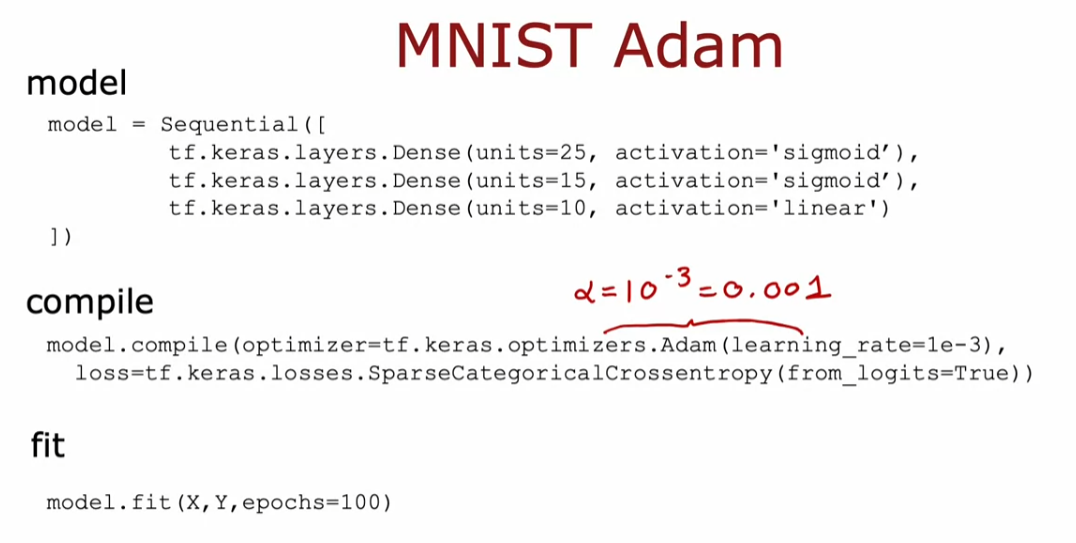 MNIST Adam
model
model = Sequential([
tf.keras.layers.Dense(units=25, activation='sigmoid’),
tf.keras.layers.Dense(units=15, activation='sigmoid’),
tf.keras.layers.Dense(units=10, activation='linear')
])
α=10⁻³=0.001
compile
model.compile(optimizer=tf.keras.optimizers.Adam(learning_rate=1e-3),
loss=tf.keras.losses.SparseCategoricalCrossentropy(from_logits=True))
fit
model.fit(X,Y,epochs=100)